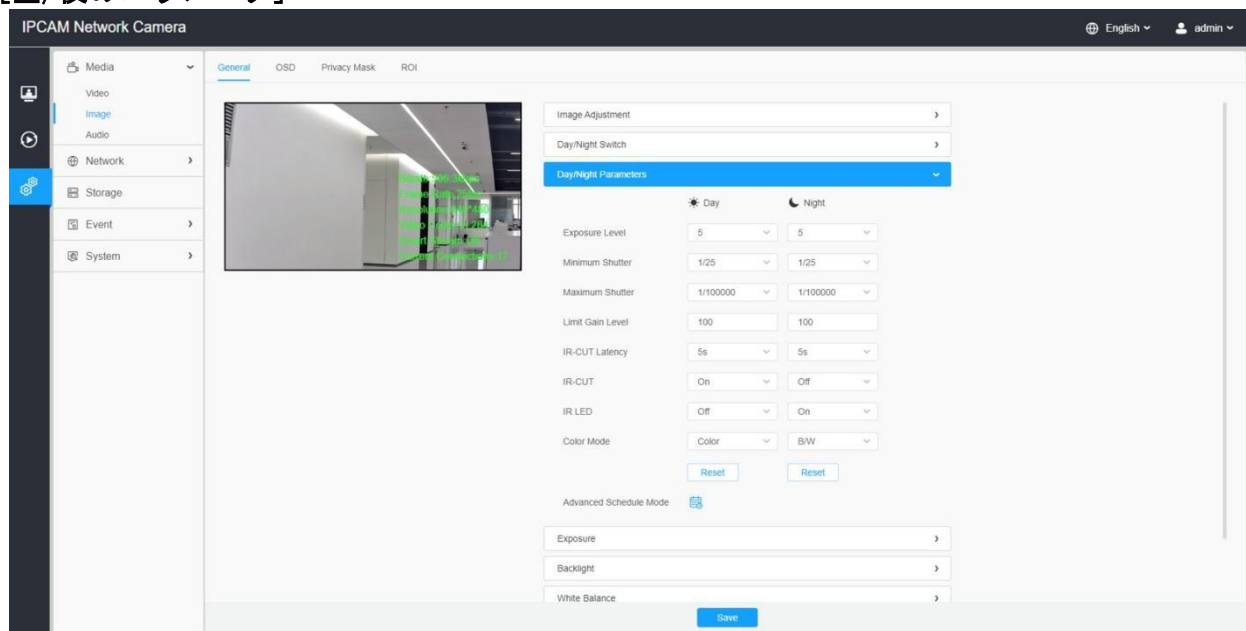 IPCAM Network Camera
English
admin
Media
Video
Image
Audio
Network
Storage
Event
System
General OSD Privacy Mask ROI
Image Adjustment
Day/Night Switch
Day/Night Parameters
Day Night
Exposure Level 5 5
Minimum Shutter 1/25 1/25
Maximum Shutter 1/100000 1/100000
Limit Gain Level 100 100
IR-CUT Latency 5s 5s
IR-CUT On Off
IR LED Off On
Color Mode Color B/W
Reset Reset
Advanced Schedule Mode
Exposure
Backlight
White Balance
Save